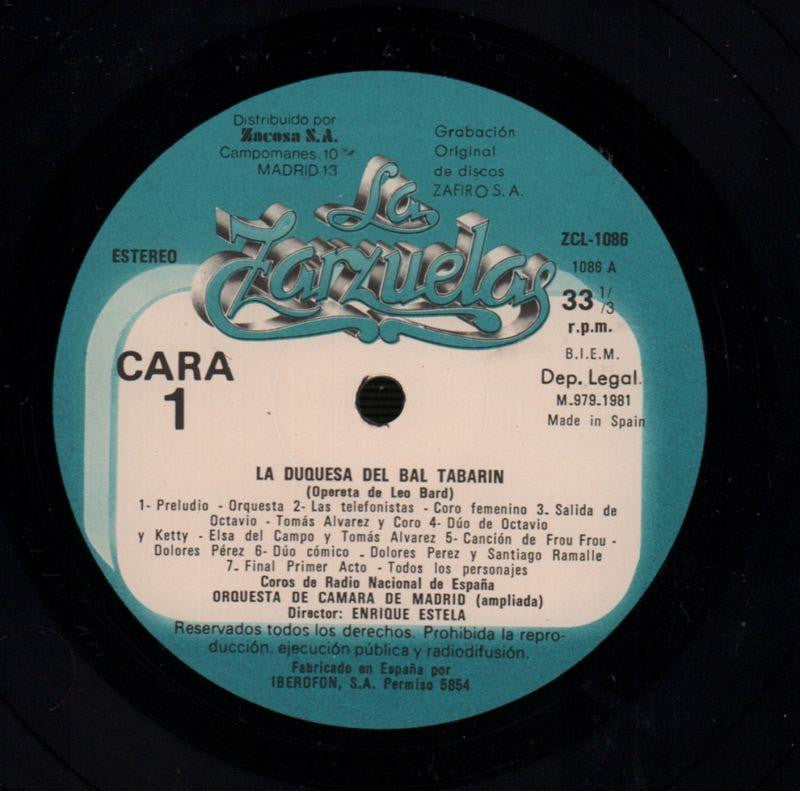 Distribuido por
Zacosa S.A.
Campomanes 10
MADRID 13
Grabación
Original
de discos
ZAFIRO S.A.
La
Zarzuela
ESTEREO
ZCL-1086
1086 A
33 1/3
r.p.m.
B.I.E.M.
Dep. Legal.
M-979-1981
Made in Spain
CARA
1
LA DUQUESA DEL BAL TABARIN
(Opereta de Leo Bard)
1- Preludio - Orquesta 2- Las telefonistas - Coro femenino 3- Salida de
Octavio - Tomás Alvarez y Coro 4- Dúo de Octavio
y Ketty - Elsa del Campo y Tomás Alvarez 5- Canción de Frou Frou -
Dolores Pérez 6- Dúo cómico - Dolores Perez y Santiago Ramalle
7- Final Primer Acto - Todos los personajes
Coros de Radio Nacional de España
ORQUESTA DE CAMARA DE MADRID (ampliada)
Director: ENRIQUE ESTELA
Reservados todos los derechos. Prohibida la repro-
ducción, ejecución pública y radiodifusión.
Fabricado en España por
IBEROFON, S.A. Permiso 5854